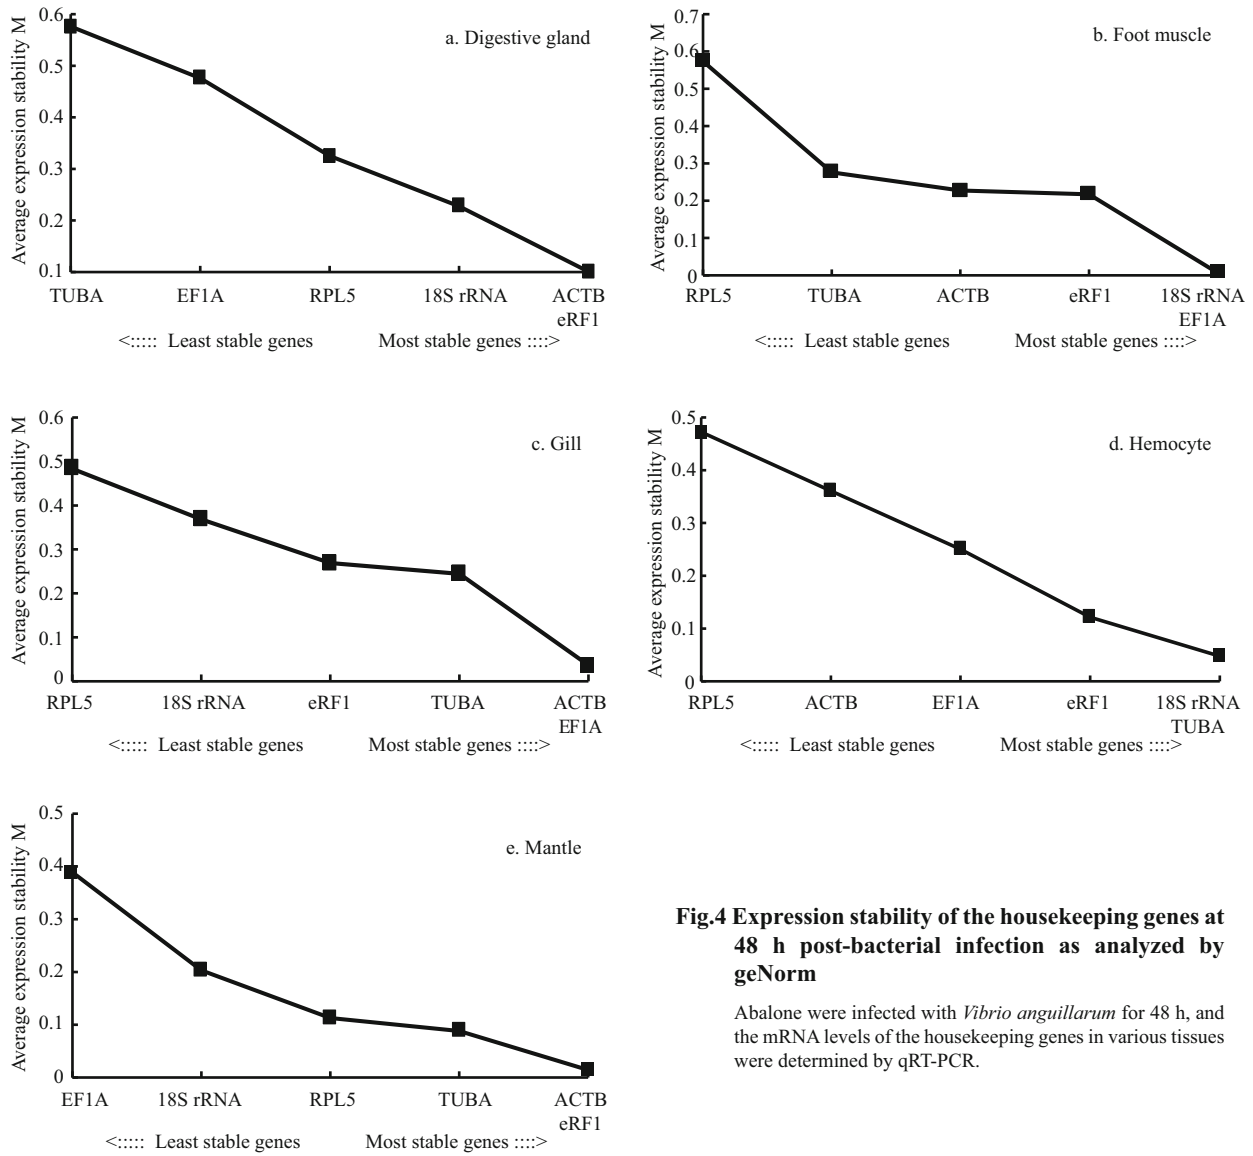 Average expression stability M
0.6
0.5
0.4
0.3
0.2
0.1
a. Digestive gland
TUBA EF1A RPL5 18S rRNA ACTB
eRF1
<::::: Least stable genes Most stable genes ::::>
Average expression stability M
0.7
0.6
0.5
0.4
0.3
0.2
0.1
0
b. Foot muscle
RPL5 TUBA ACTB eRF1 18S rRNA
EF1A
<::::: Least stable genes Most stable genes ::::>
Average expression stability M
0.6
0.5
0.4
0.3
0.2
0.1
0
c. Gill
RPL5 18S rRNA eRF1 TUBA ACTB
EF1A
<::::: Least stable genes Most stable genes ::::>
Average expression stability M
0.5
0.4
0.3
0.2
0.1
0
d. Hemocyte
RPL5 ACTB EF1A eRF1 18S rRNA
TUBA
<::::: Least stable genes Most stable genes ::::>
Average expression stability M
0.5
0.4
0.3
0.2
0.1
0
e. Mantle
EF1A 18S rRNA RPL5 TUBA ACTB
eRF1
<::::: Least stable genes Most stable genes ::::>
Fig.4 Expression stability of the housekeeping genes at
48 h post-bacterial infection as analyzed by
geNorm
Abalone were infected with Vibrio anguillarum for 48 h, and
the mRNA levels of the housekeeping genes in various tissues
were determined by qRT-PCR.